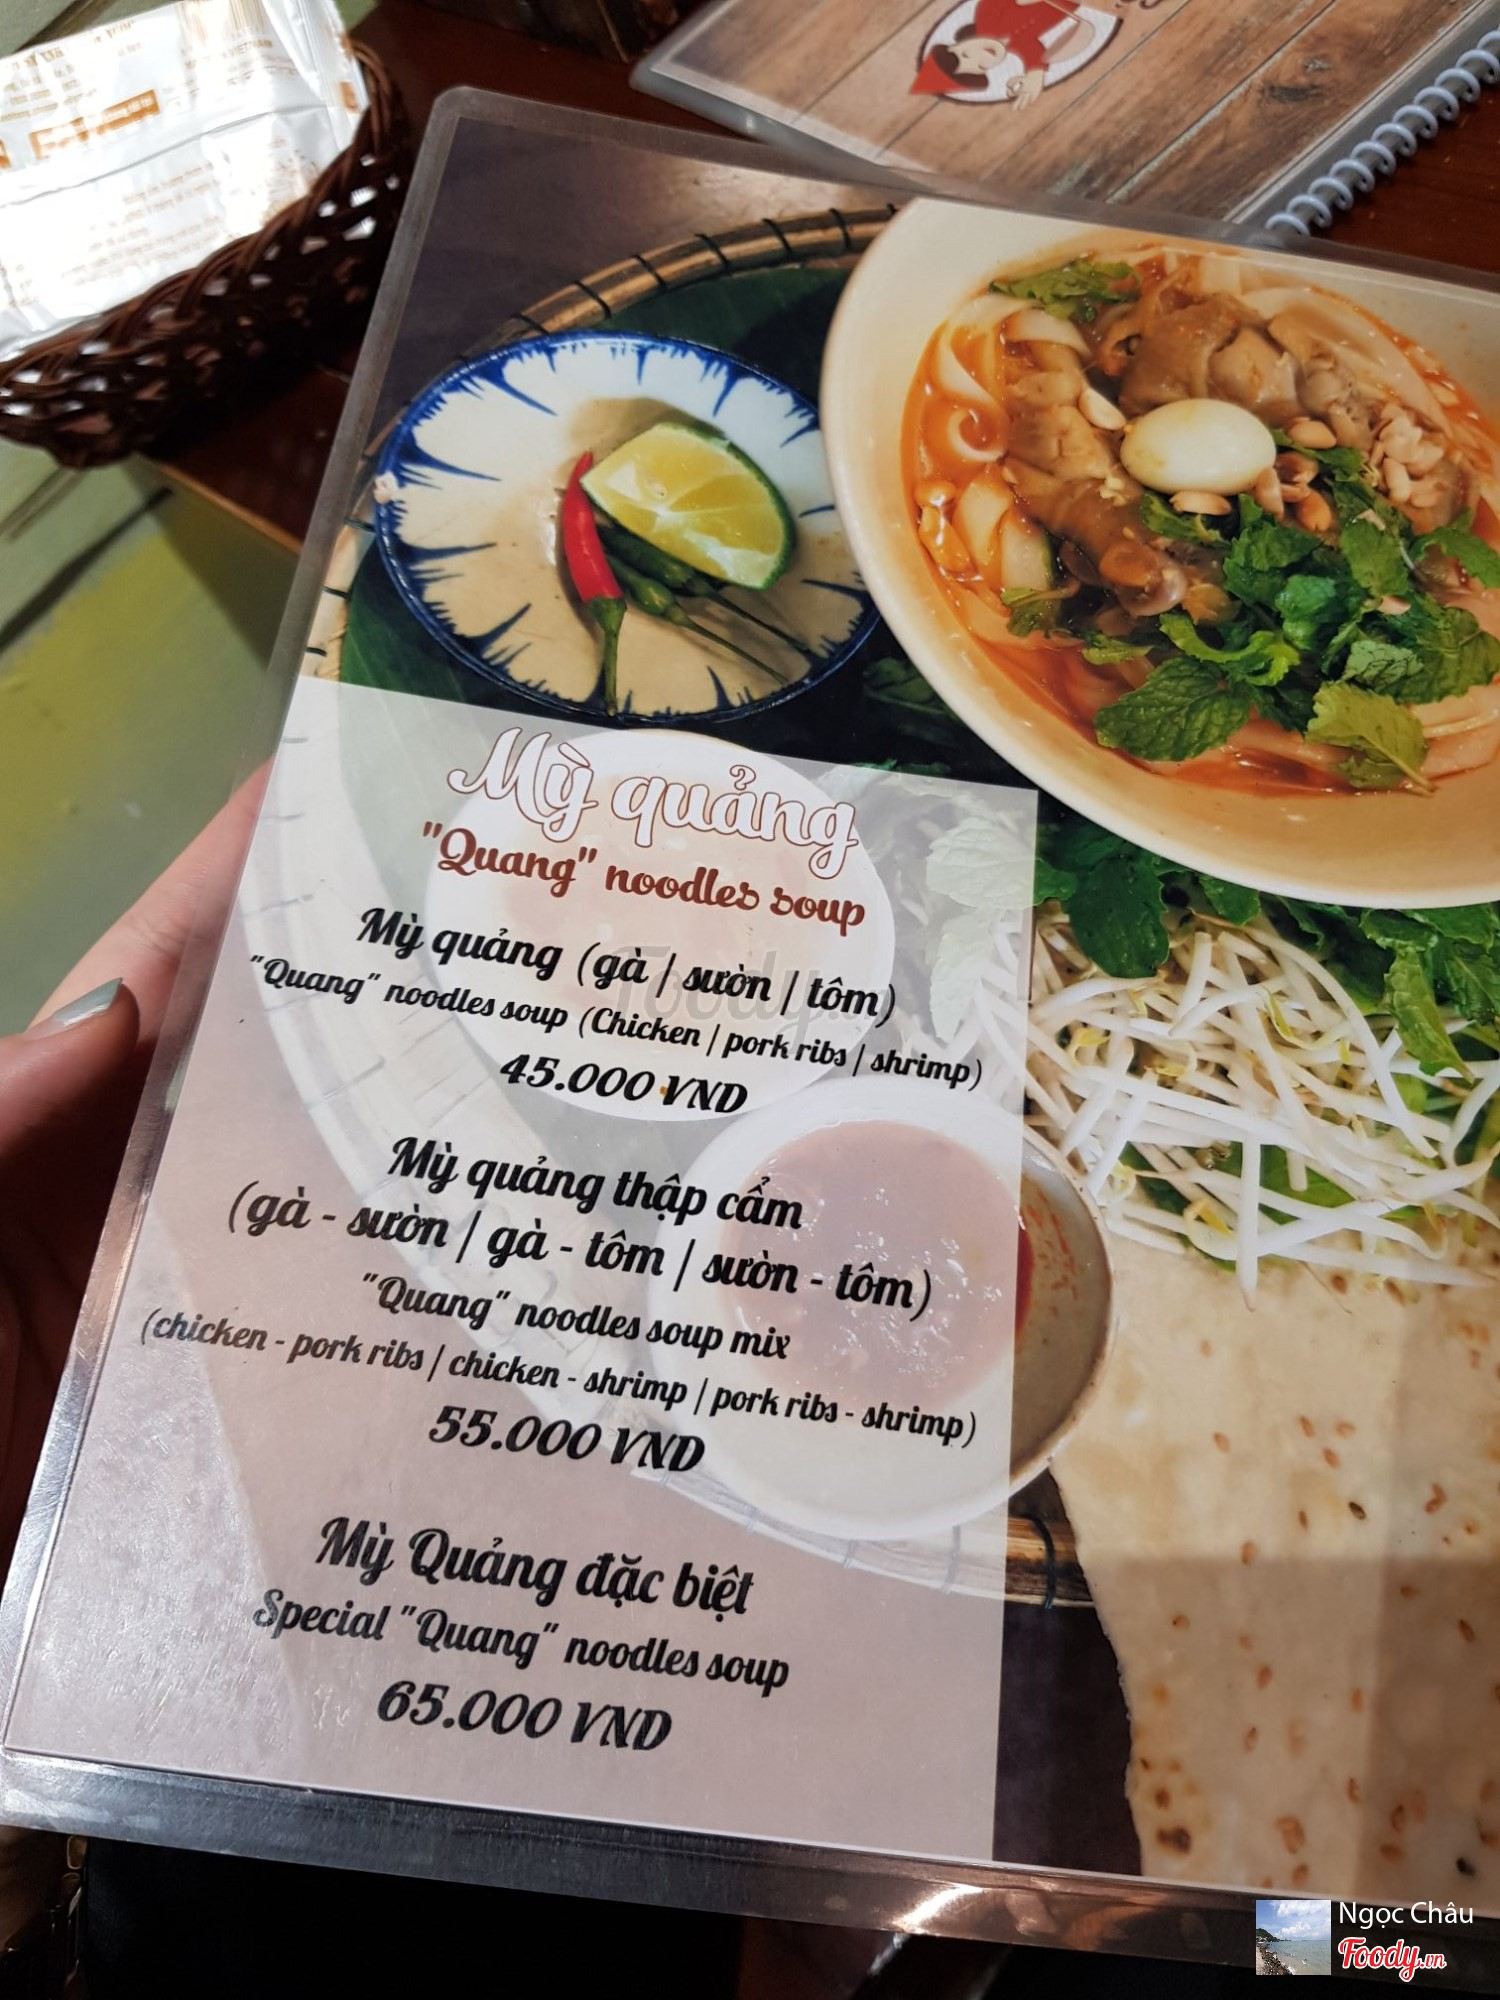 Mỳ quảng
"Quang" noodles soup
Mỳ quảng (gà | sườn | tôm)
"Quang" noodles soup (Chicken | pork ribs | shrimp)
45.000 VND
Mỳ quảng thập cẩm
(gà - sườn | gà - tôm | sườn - tôm)
"Quang" noodles soup mix
(chicken - pork ribs | chicken - shrimp | pork ribs - shrimp)
55.000 VND
Mỳ Quảng đặc biệt
Special "Quang" noodles soup
65.000 VND
Ngọc Châu
Foody.vn